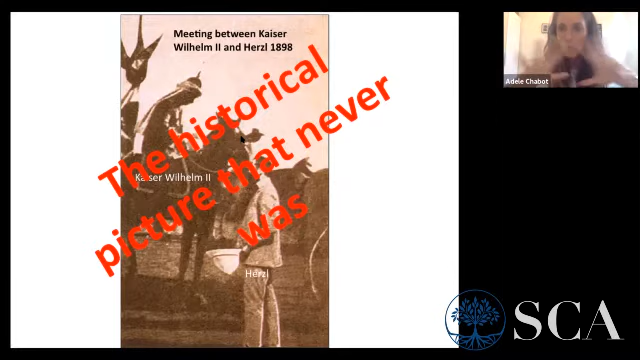 Meeting between Kaiser
Wilhelm II and Herzl 1898
The historical
picture that never
was
Kaiser Wilhelm II
Herzl
Adele Chabot
SCA